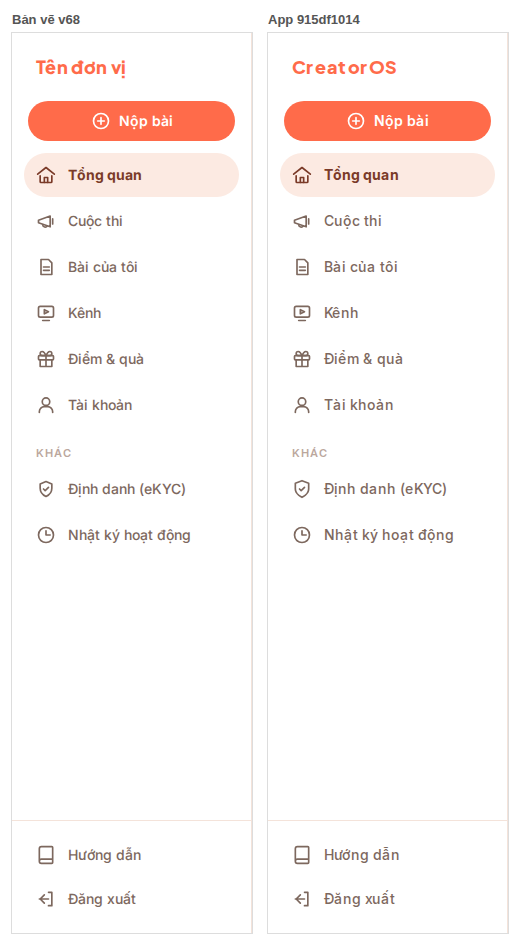 Bản vẽ v68
Tên đơn vị
Nộp bài
Tổng quan
Cuộc thi
Bài của tôi
Kênh
Điểm & quà
Tài khoản
KHÁC
Định danh (eKYC)
Nhật ký hoạt động
Hướng dẫn
Đăng xuất
App 915df1014
CreatorOS
Nộp bài
Tổng quan
Cuộc thi
Bài của tôi
Kênh
Điểm & quà
Tài khoản
KHÁC
Định danh (eKYC)
Nhật ký hoạt động
Hướng dẫn
Đăng xuất